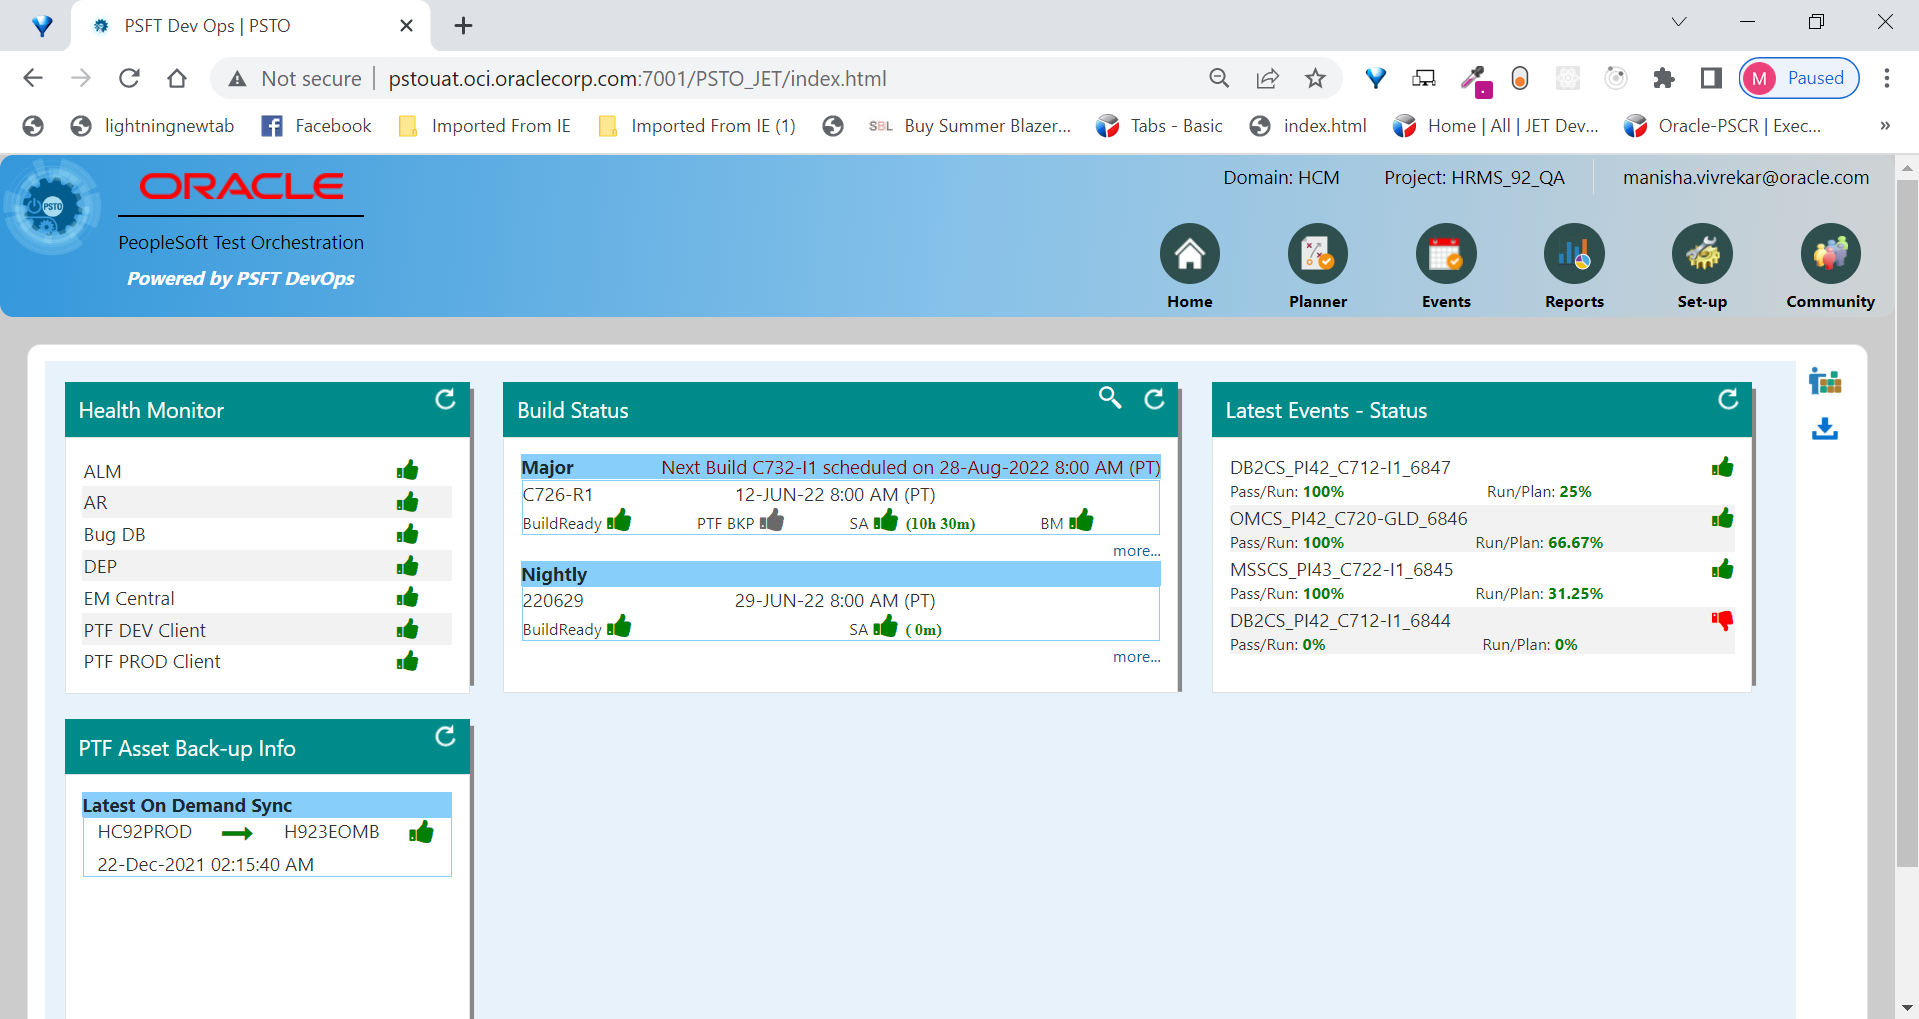 PSFT Dev Ops | PSTO
Not secure | pstouat.oci.oraclecorp.com:7001/PSTO_JET/index.html
M Paused
lightningnewtab Facebook Imported From IE Imported From IE (1) SBL Buy Summer Blazer... Tabs - Basic index.html Home | All | JET Dev... Oracle-PSCR | Exec... »
PSTO
ORACLE
PeopleSoft Test Orchestration
Powered by PSFT DevOps
Domain: HCM Project: HRMS_92_QA manisha.vivrekar@oracle.com
Home Planner Events Reports Set-up Community
Health Monitor
ALM
AR
Bug DB
DEP
EM Central
PTF DEV Client
PTF PROD Client
Build Status
Major Next Build C732-I1 scheduled on 28-Aug-2022 8:00 AM (PT)
C726-R1 12-JUN-22 8:00 AM (PT)
BuildReady PTF BKP SA (10h 30m) BM
more...
Nightly
220629 29-JUN-22 8:00 AM (PT)
BuildReady SA ( 0m)
more...
Latest Events - Status
DB2CS_PI42_C712-I1_6847
Pass/Run: 100% Run/Plan: 25%
OMCS_PI42_C720-GLD_6846
Pass/Run: 100% Run/Plan: 66.67%
MSSCS_PI43_C722-I1_6845
Pass/Run: 100% Run/Plan: 31.25%
DB2CS_PI42_C712-I1_6844
Pass/Run: 0% Run/Plan: 0%
PTF Asset Back-up Info
Latest On Demand Sync
HC92PROD H923EOMB
22-Dec-2021 02:15:40 AM